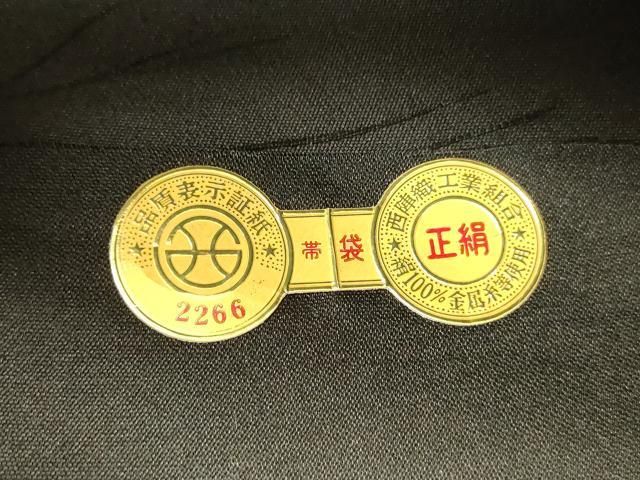 ★品質表示証紙★
2266
帯
袋
西陣織工業組合
正絹
★絹100%金属糸等使用★